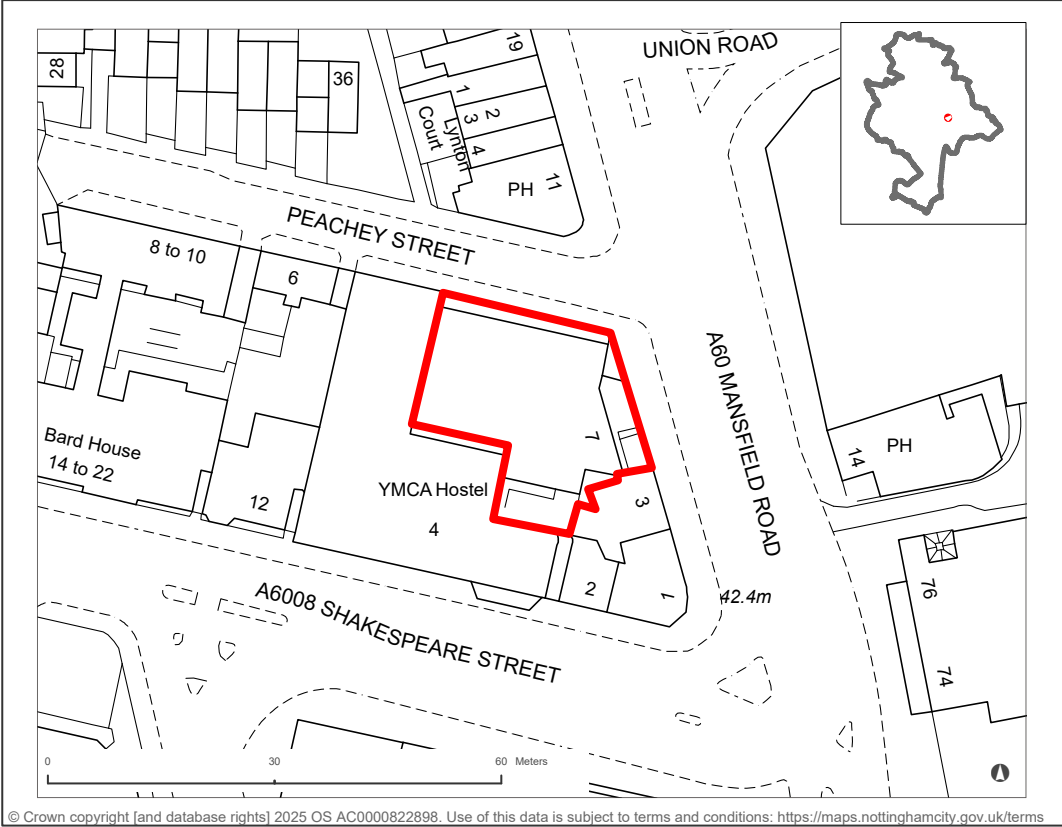 UNION ROAD
28
36
19
1
2
3
4
Lynton
Court
PH
11
PEACHEY STREET
8 to 10
6
A60 MANSFIELD ROAD
7
Bard House
14 to 22
12
YMCA Hostel
4
3
2
1
14
PH
42.4m
76
74
A6008 SHAKESPEARE STREET
0 30 60 Meters
© Crown copyright [and database rights] 2025 OS AC0000822898. Use of this data is subject to terms and conditions: https://maps.nottinghamcity.gov.uk/terms